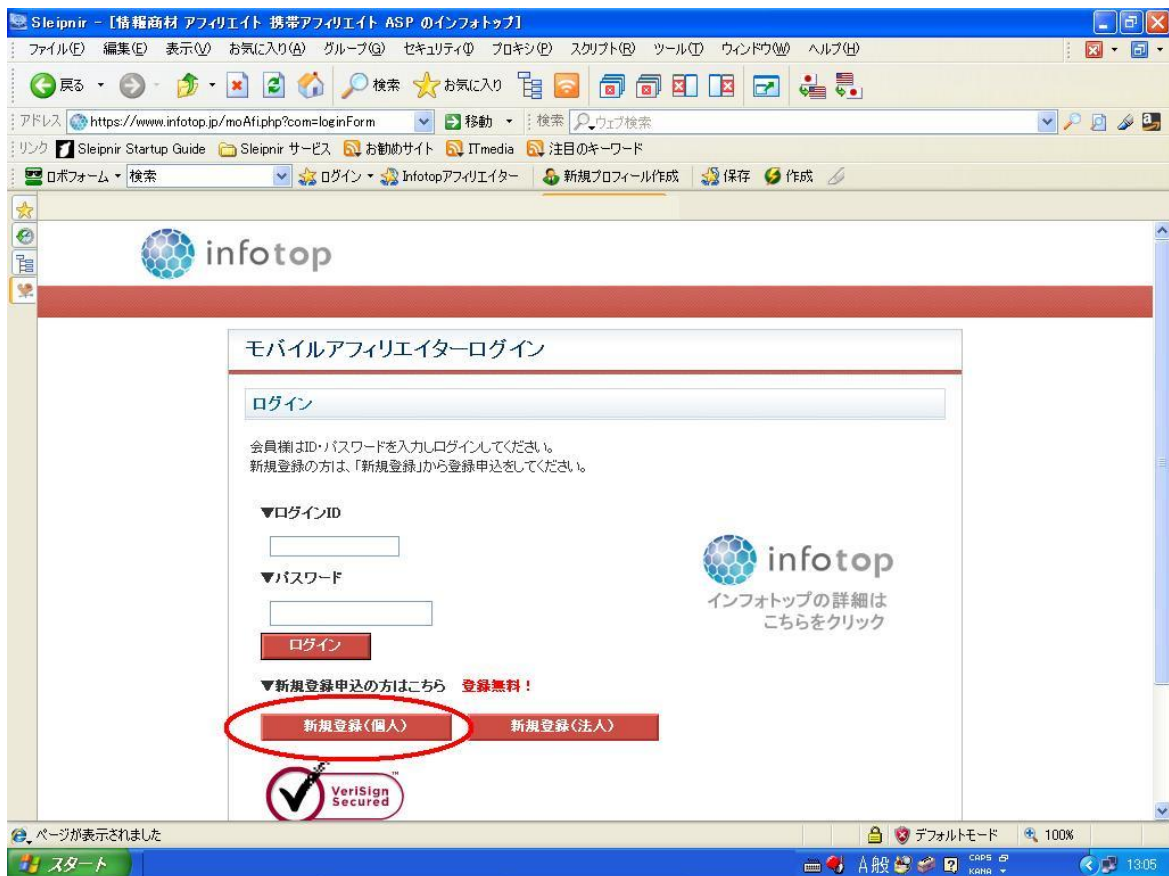 Sleipnir - [情報商材 アフィリエイト 携帯アフィリエイト ASP のインフォトップ]
ファイル(F) 編集(E) 表示(V) お気に入り(A) グループ(G) セキュリティ(I) プロキシ(P) スクリプト(R) ツール(T) ウィンドウ(W) ヘルプ(H)
戻る 検索 お気に入り
アドレス https://www.infotop.jp/moAfi.php?com=loginForm 移動 検索 ウェブ検索
リンク Sleipnir Startup Guide Sleipnir サービス お勧めサイト ITmedia 注目のキーワード
ロボフォーム 検索 ログイン Infotopアフィリエイター 新規プロフィール作成 保存 作成
infotop
モバイルアフィリエイターログイン
ログイン
会員様はID・パスワードを入力しログインしてください。
新規登録の方は、「新規登録」から登録申込をしてください。
▼ログインID
▼パスワード
ログイン
infotop
インフォトップの詳細は
こちらをクリック
▼新規登録申込の方はこちら 登録無料！
新規登録(個人) 新規登録(法人)
VeriSign
Secured
ページが表示されました デフォルトモード 100%
スタート A 般 CAPS KANA 13:05